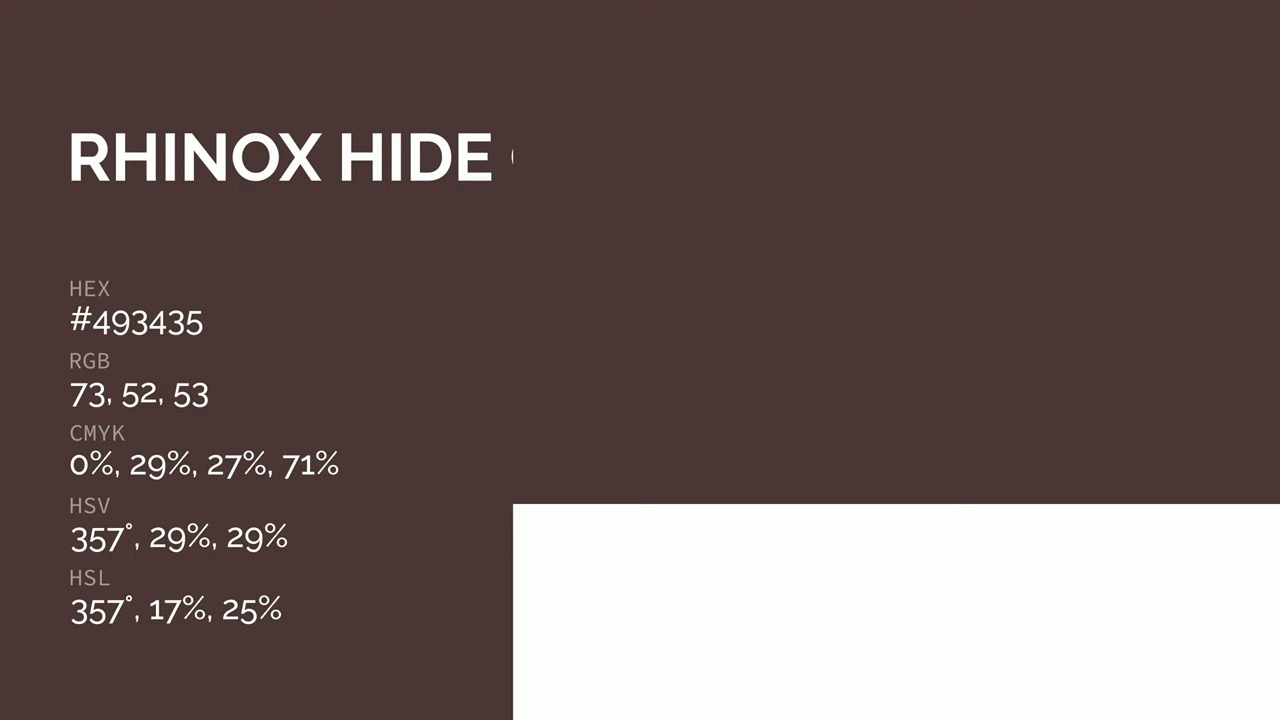 RHINOX HIDE
HEX
#493435
RGB
73, 52, 53
CMYK
0%, 29%, 27%, 71%
HSV
357°, 29%, 29%
HSL
357°, 17%, 25%